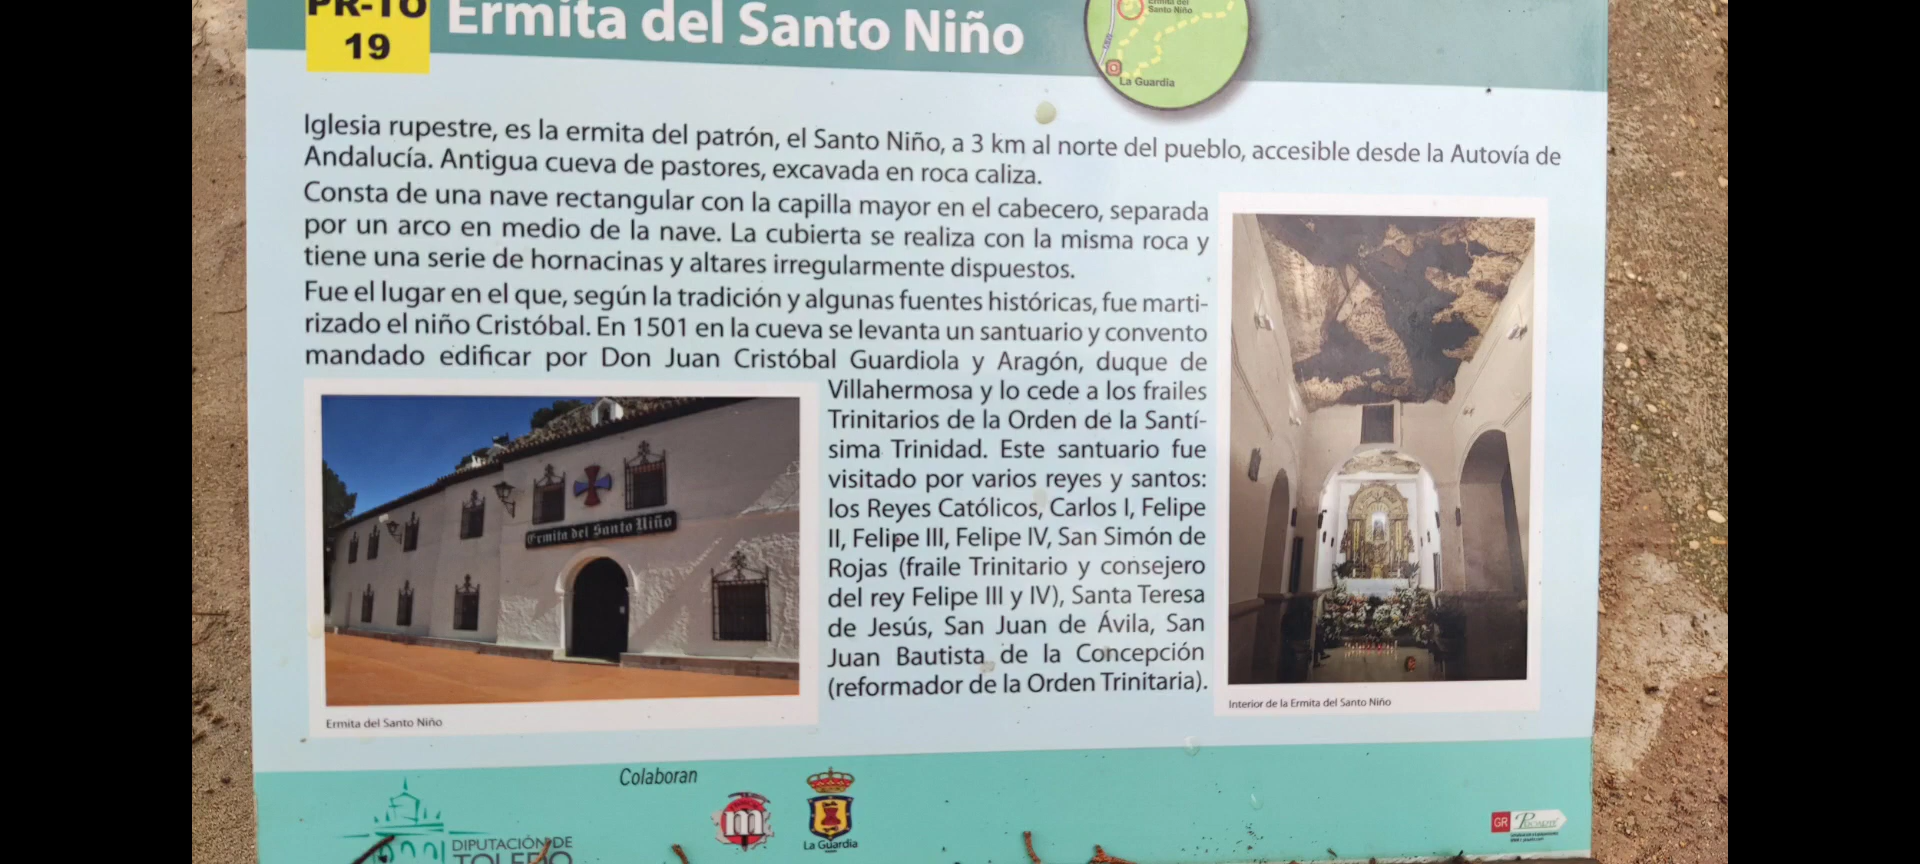 PR-TO
19
Ermita del Santo Niño
Ermita del
Santo Niño
La Guardia
Iglesia rupestre, es la ermita del patrón, el Santo Niño, a 3 km al norte del pueblo, accesible desde la Autovía de
Andalucía. Antigua cueva de pastores, excavada en roca caliza.
Consta de una nave rectangular con la capilla mayor en el cabecero, separada
por un arco en medio de la nave. La cubierta se realiza con la misma roca y
tiene una serie de hornacinas y altares irregularmente dispuestos.
Fue el lugar en el que, según la tradición y algunas fuentes históricas, fue marti-
rizado el niño Cristóbal. En 1501 en la cueva se levanta un santuario y convento
mandado edificar por Don Juan Cristóbal Guardiola y Aragón, duque de
Villahermosa y lo cede a los frailes
Trinitarios de la Orden de la Santí-
sima Trinidad. Este santuario fue
visitado por varios reyes y santos:
los Reyes Católicos, Carlos I, Felipe
II, Felipe III, Felipe IV, San Simón de
Rojas (fraile Trinitario y consejero
del rey Felipe III y IV), Santa Teresa
de Jesús, San Juan de Ávila, San
Juan Bautista de la Concepción
(reformador de la Orden Trinitaria).
Ermita del Santo Niño
Ermita del Santo Niño
Interior de la Ermita del Santo Niño
Colaboran
DIPUTACIÓN DE
TOLEDO
m
La Guardia
GR